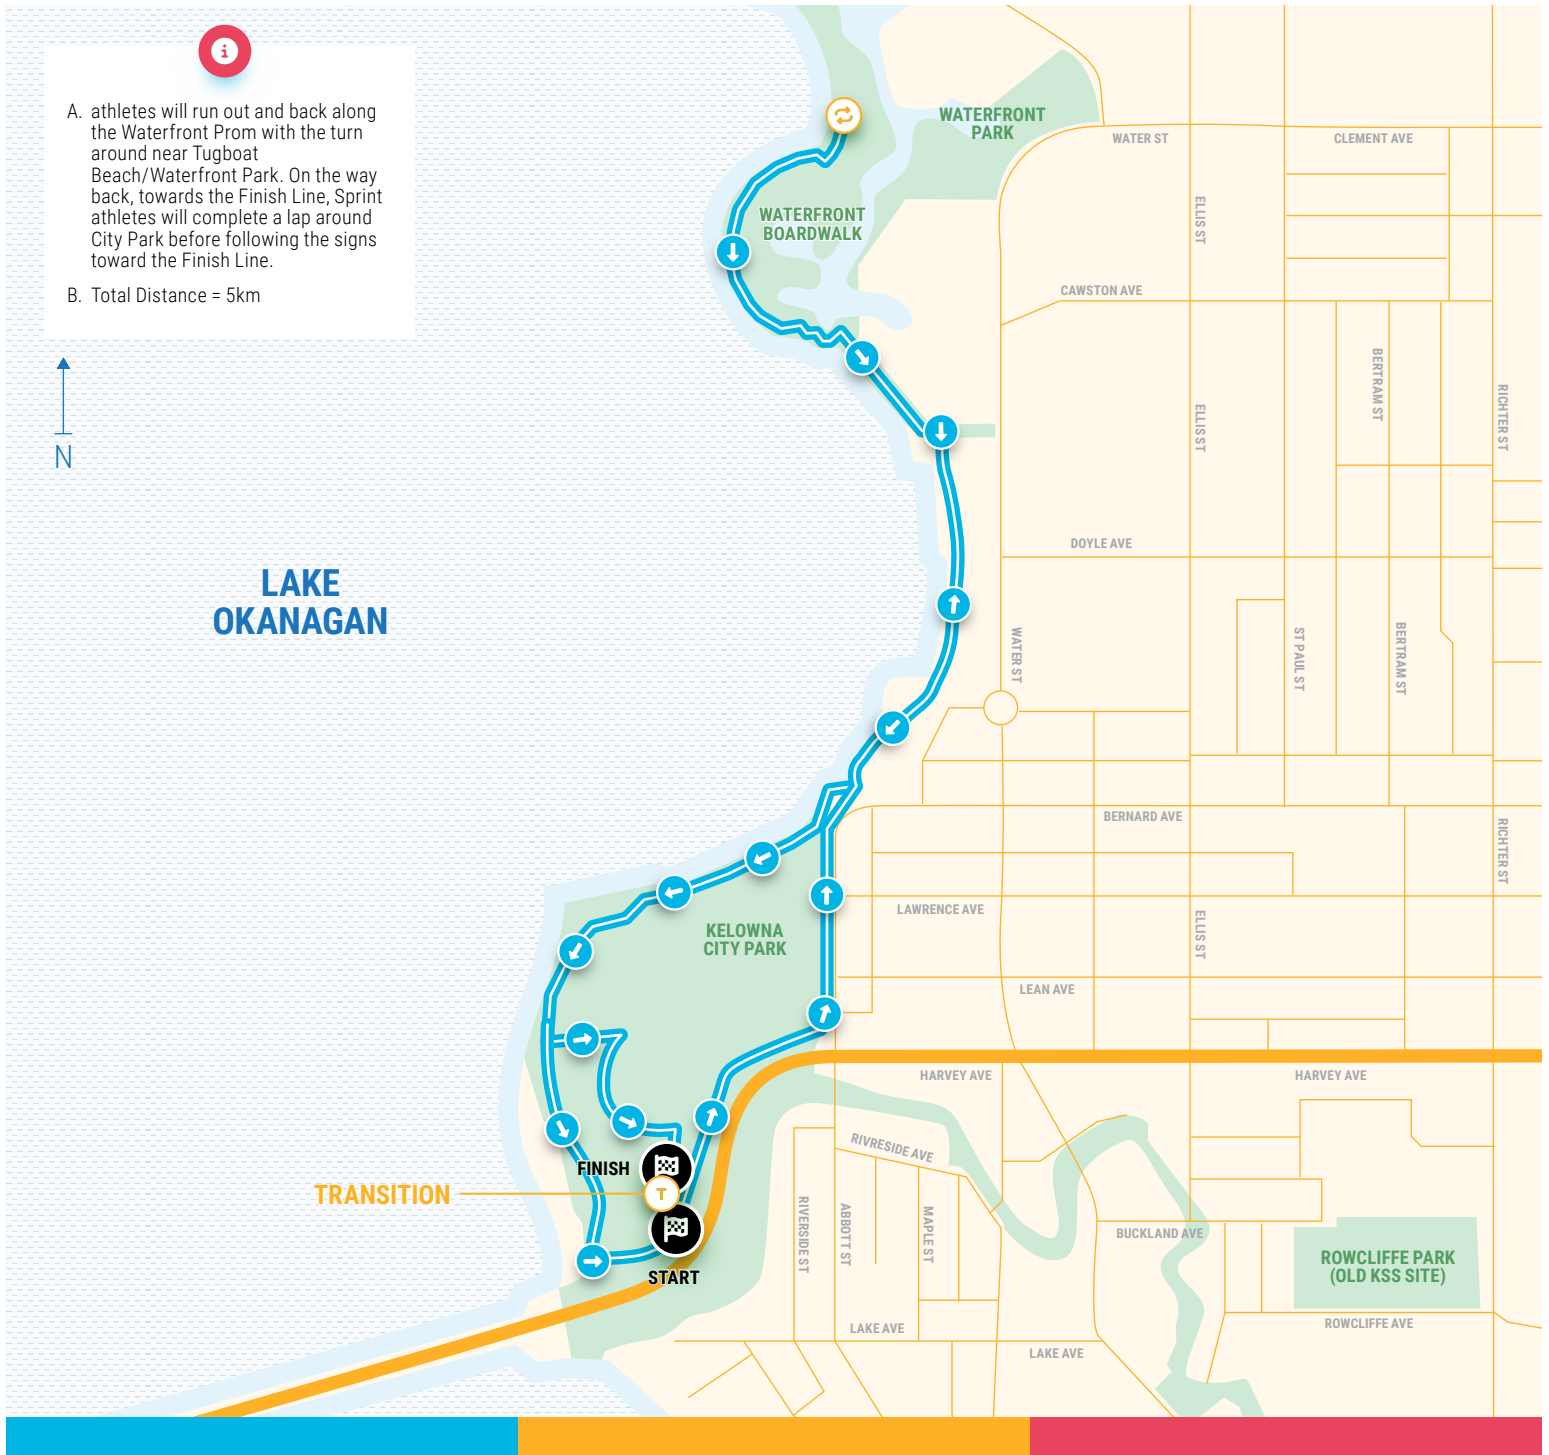 i
A. athletes will run out and back along
the Waterfront Prom with the turn
around near Tugboat
Beach/Waterfront Park. On the way
back, towards the Finish Line, Sprint
athletes will complete a lap around
City Park before following the signs
toward the Finish Line.
B. Total Distance = 5km
N
LAKE
OKANAGAN
WATERFRONT
PARK
WATERFRONT
BOARDWALK
WATER ST
CLEMENT AVE
ELLIS ST
CAWSTON AVE
BERTRAM ST
RICHTER ST
ELLIS ST
DOYLE AVE
WATER ST
ST PAUL ST
BERTRAM ST
BERNARD AVE
RICHTER ST
LAWRENCE AVE
ELLIS ST
KELOWNA
CITY PARK
LEAN AVE
HARVEY AVE
HARVEY AVE
RIVRESIDE AVE
FINISH
TRANSITION
T
START
RIVERSIDE ST
ABBOTT ST
MAPLE ST
BUCKLAND AVE
ROWCLIFFE PARK
(OLD KSS SITE)
ROWCLIFFE AVE
LAKE AVE
LAKE AVE